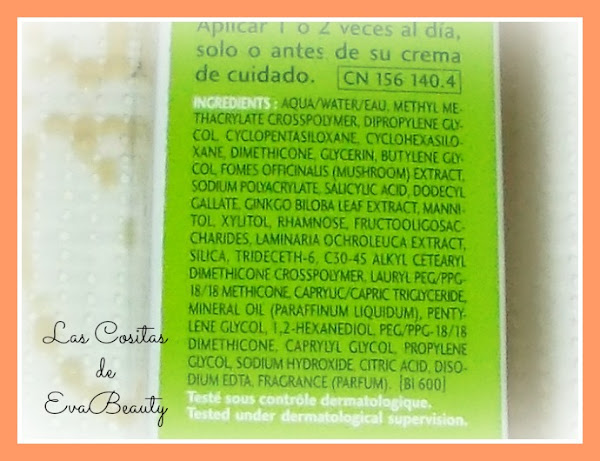 Aplicar 1 o 2 veces al día,
solo o antes de su crema
de cuidado. CN 156 140.4
INGREDIENTS : AQUA/WATER/EAU, METHYL ME-
THACRYLATE CROSSPOLYMER, DIPROPYLENE GLY-
COL, CYCLOPENTASILOXANE, CYCLOHEXASILO-
XANE, DIMETHICONE, GLYCERIN, BUTYLENE GLY-
COL, FOMES OFFICINALIS (MUSHROOM) EXTRACT,
SODIUM POLYACRYLATE, SALICYLIC ACID, DODECYL
GALLATE, GINKGO BILOBA LEAF EXTRACT, MANNI-
TOL, XYLITOL, RHAMNOSE, FRUCTOOLIGOSAC-
CHARIDES, LAMINARIA OCHROLEUCA EXTRACT,
SILICA, TRIDECETH-6, C30-45 ALKYL CETEARYL
DIMETHICONE CROSSPOLYMER, LAURYL PEG/PPG-
18/18 METHICONE, CAPRYLIC/CAPRIC TRIGLYCERIDE,
MINERAL OIL (PARAFFINUM LIQUIDUM), PENTY-
LENE GLYCOL, 1,2-HEXANEDIOL, PEG/PPG-18/18
DIMETHICONE, CAPRYLYL GLYCOL, PROPYLENE
GLYCOL, SODIUM HYDROXIDE, CITRIC ACID, DISO-
DIUM EDTA, FRAGRANCE (PARFUM). [BI 600]
Testé sous contrôle dermatologique.
Tested under dermatological supervision.
Las Cositas
de
EvaBeauty